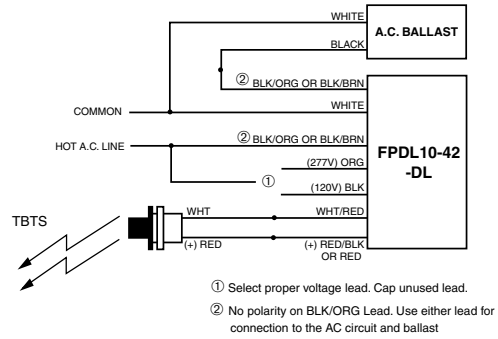 WHITE
A.C. BALLAST
BLACK
② BLK/ORG OR BLK/BRN
COMMON
WHITE
HOT A.C. LINE
② BLK/ORG OR BLK/BRN
FPDL10-42
-DL
(277V) ORG
①
(120V) BLK
TBTS
WHT
WHT/RED
(+) RED
(+) RED/BLK
OR RED
① Select proper voltage lead. Cap unused lead.
② No polarity on BLK/ORG Lead. Use either lead for
connection to the AC circuit and ballast